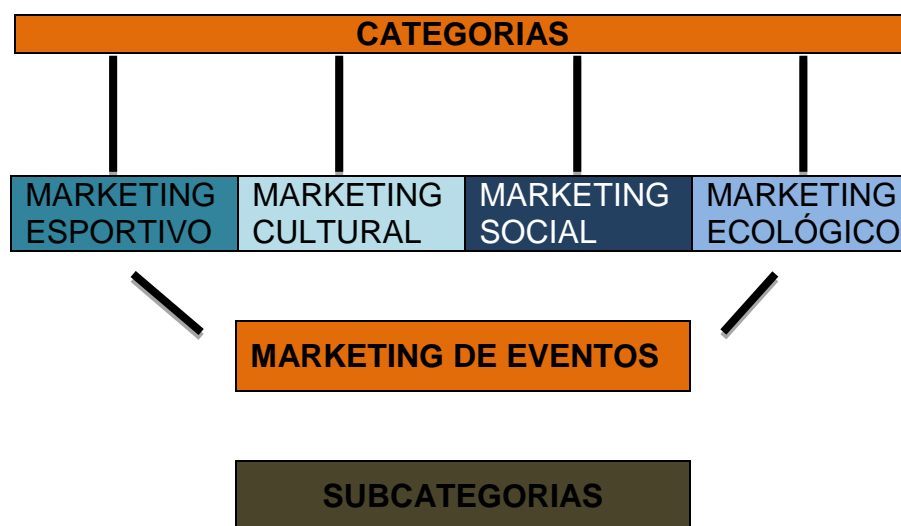 CATEGORIAS
MARKETING ESPORTIVO
MARKETING CULTURAL
MARKETING SOCIAL
MARKETING ECOLÓGICO
MARKETING DE EVENTOS
SUBCATEGORIAS